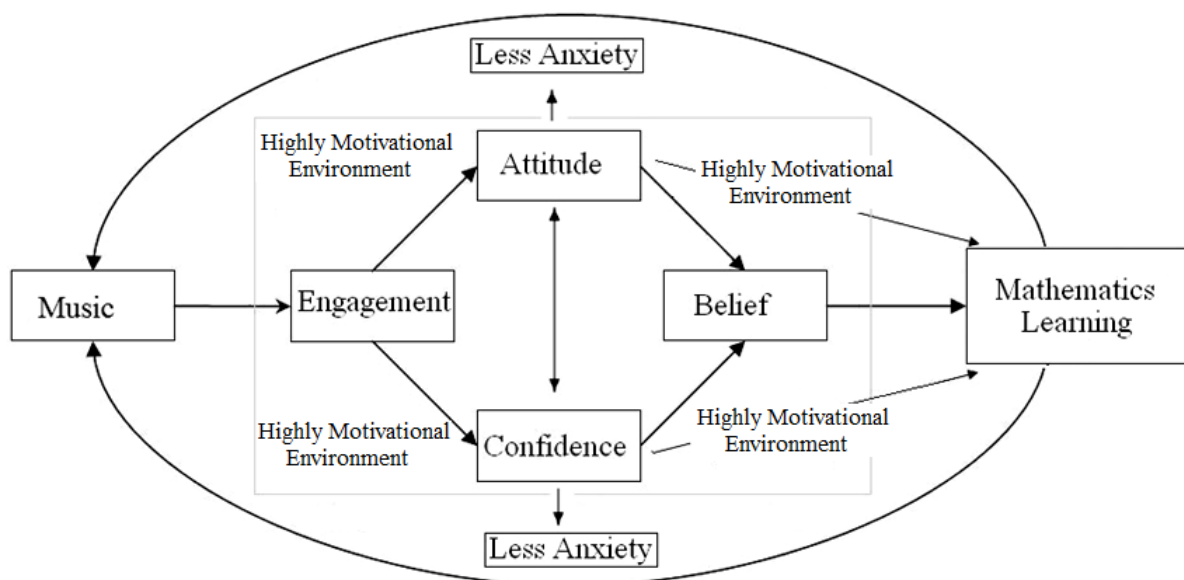 Less Anxiety
Highly Motivational
Environment
Attitude
Highly Motivational
Environment
Music
Engagement
Belief
Mathematics
Learning
Highly Motivational
Environment
Confidence
Highly Motivational
Environment
Less Anxiety